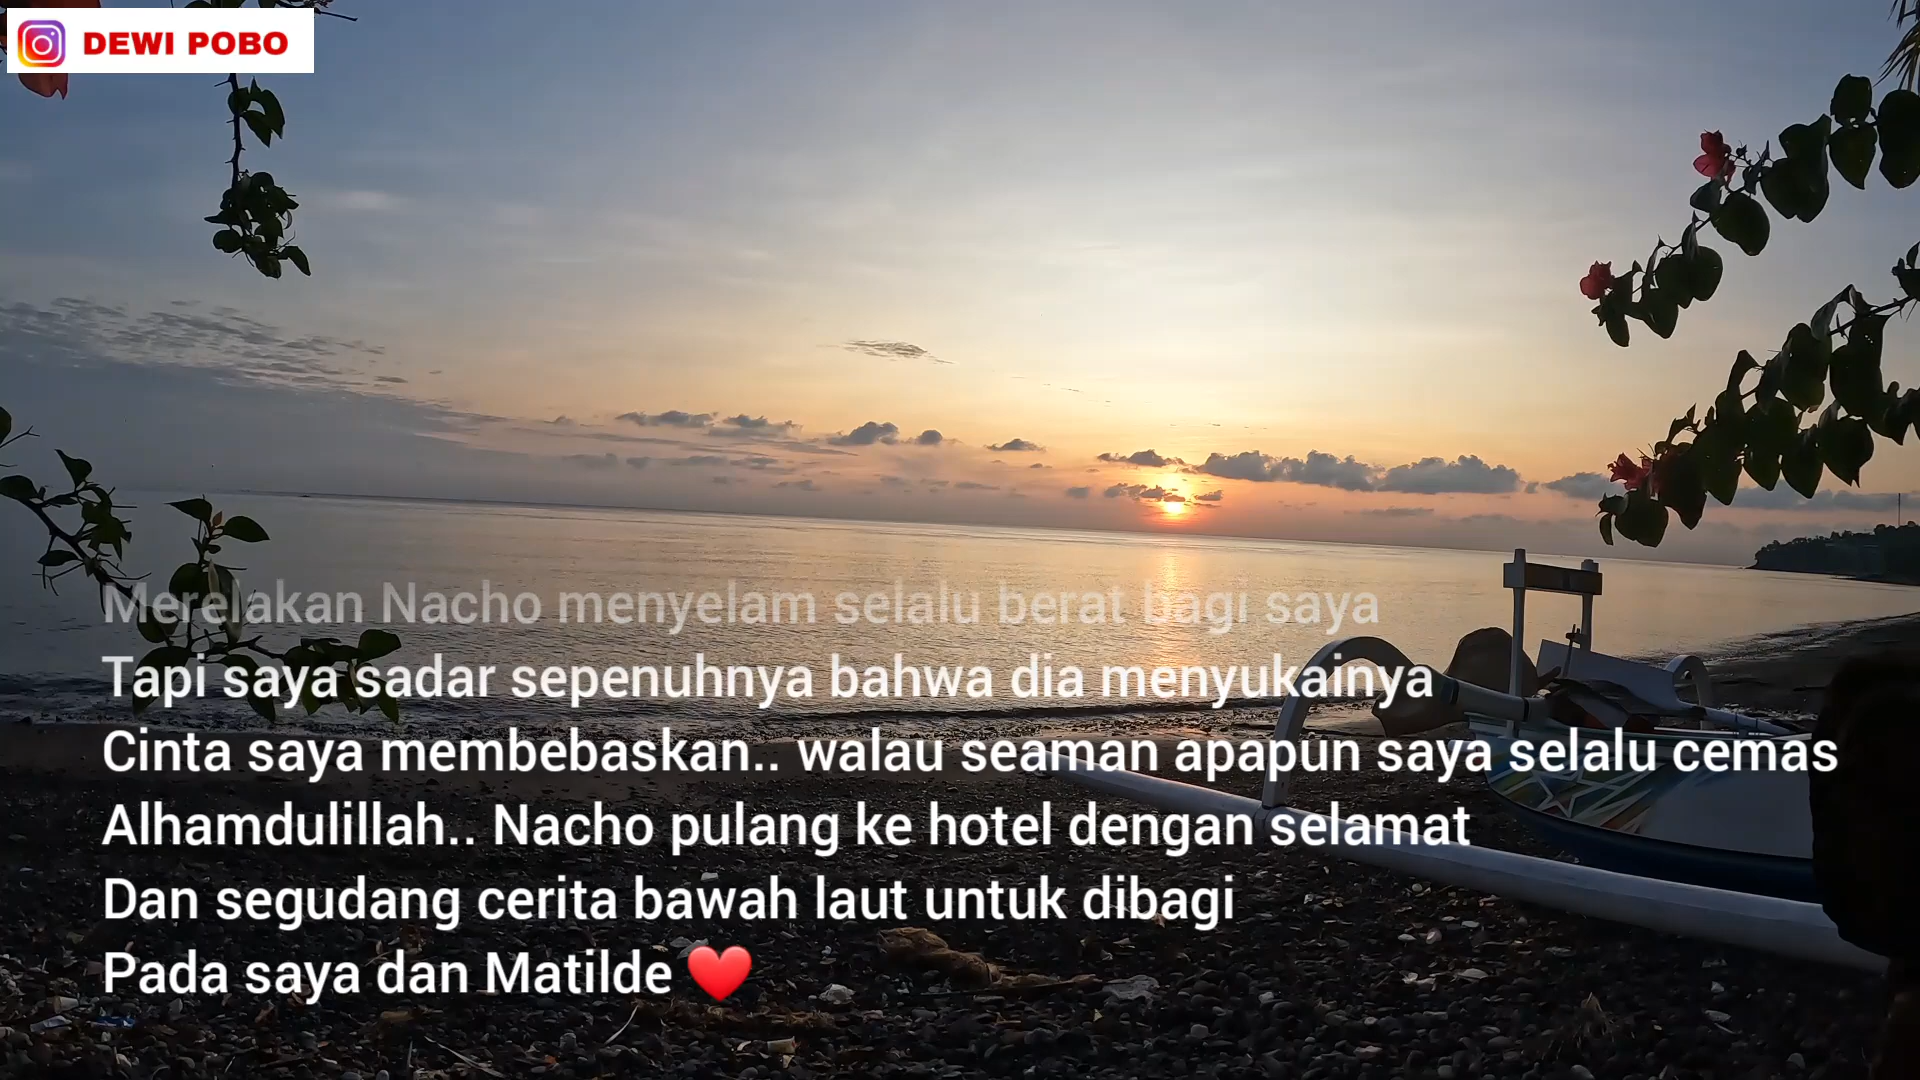 DEWI POBO
Merelakan Nacho menyelam selalu berat bagi saya
Tapi saya sadar sepenuhnya bahwa dia menyukainya
Cinta saya membebaskan.. walau seaman apapun saya selalu cemas
Alhamdulillah.. Nacho pulang ke hotel dengan selamat
Dan segudang cerita bawah laut untuk dibagi
Pada saya dan Matilde ❤️